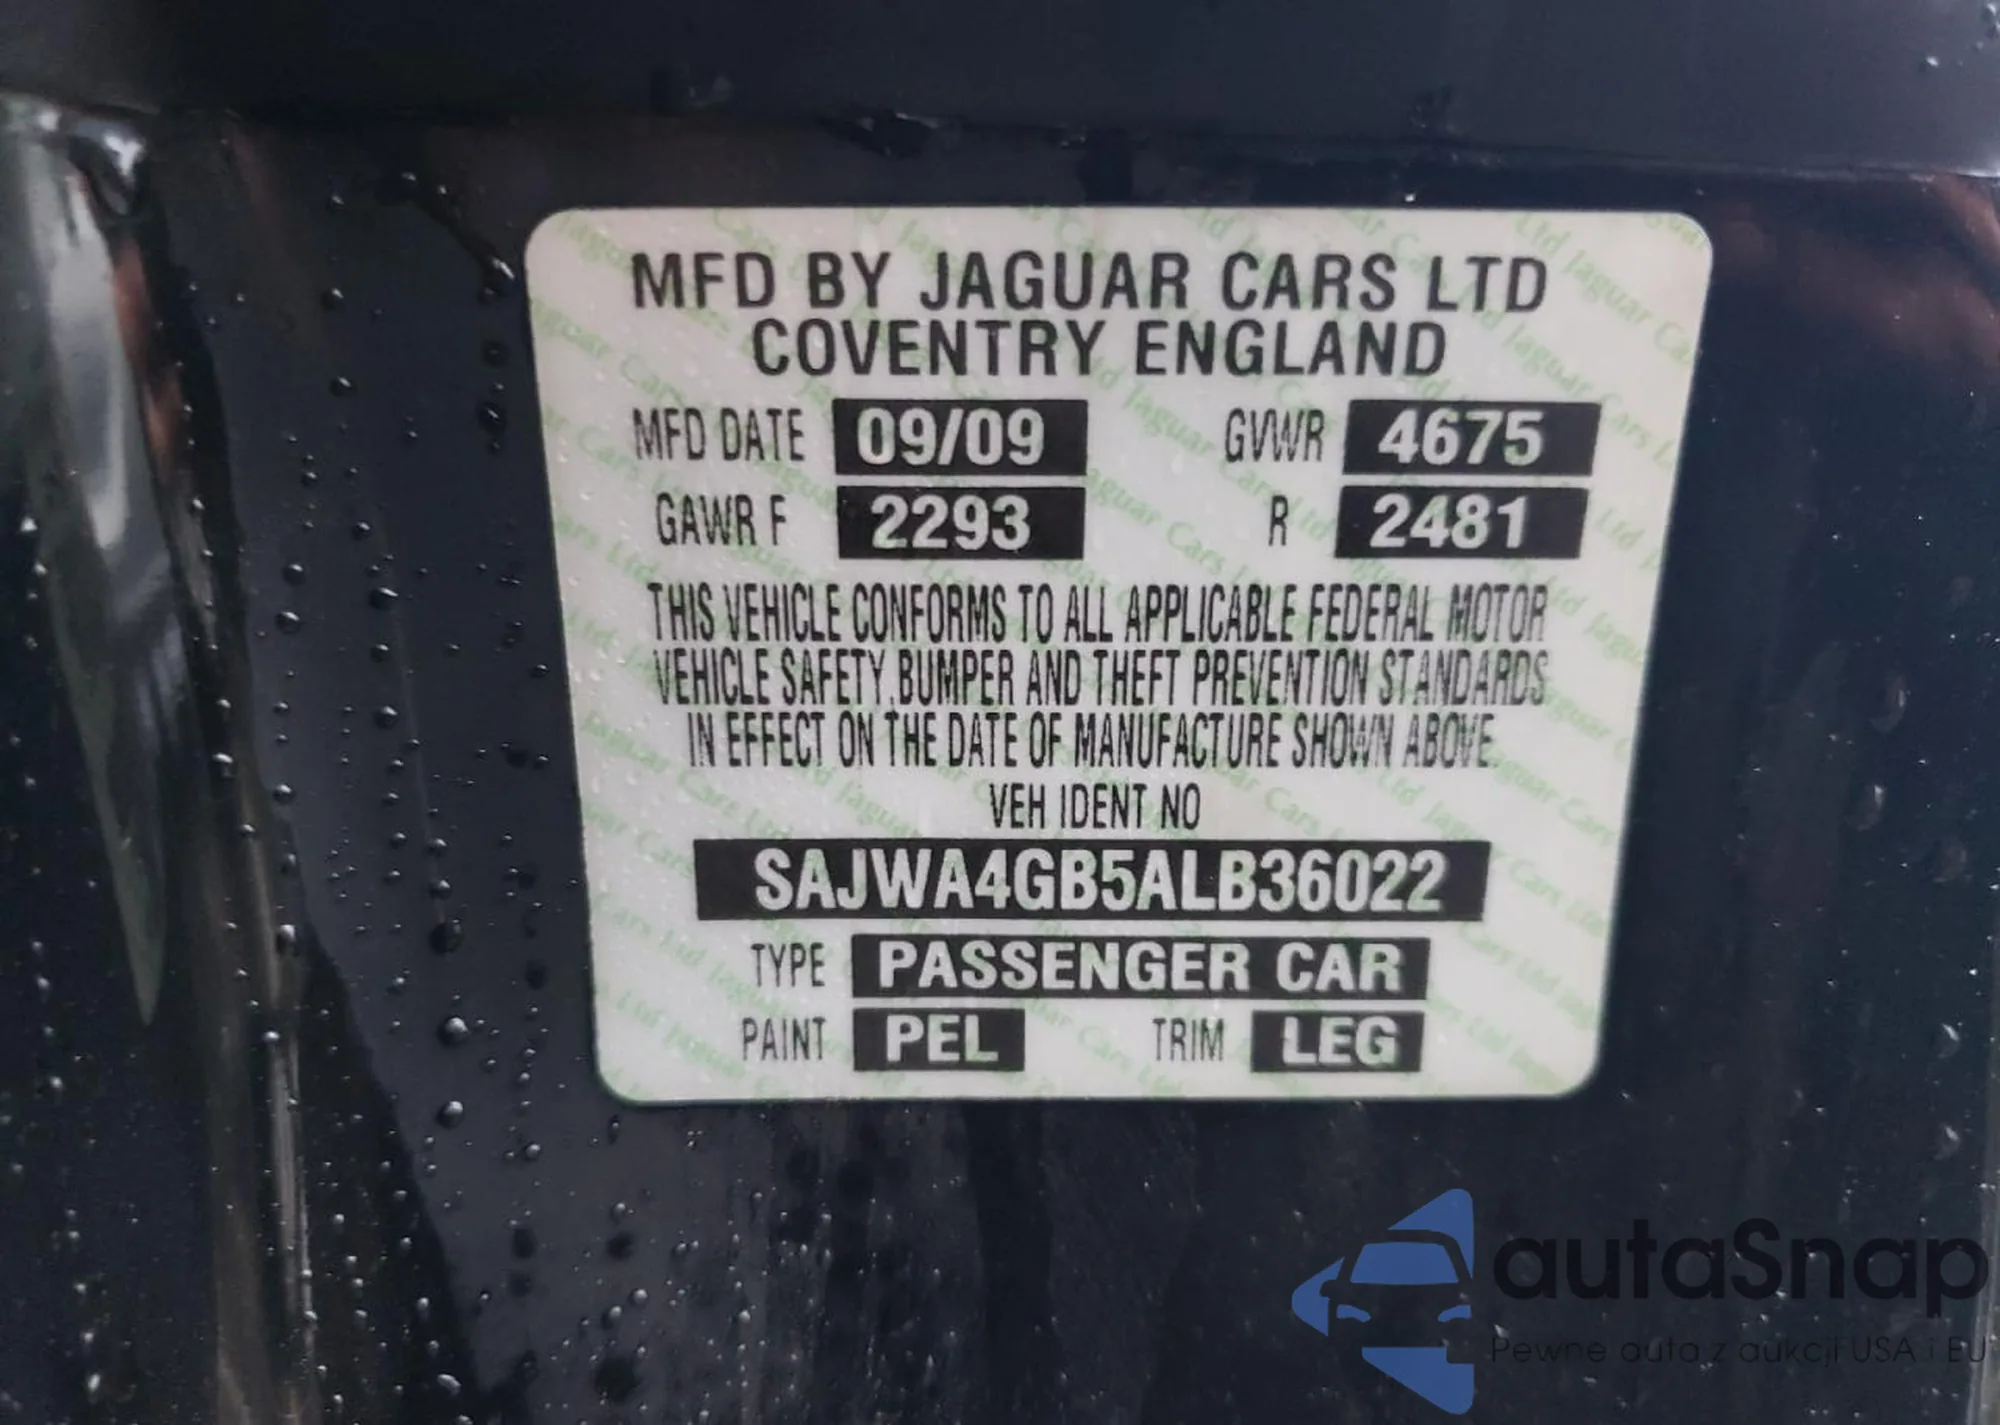 MFD BY JAGUAR CARS LTD
COVENTRY ENGLAND
MFD DATE 09/09 GVWR 4675
GAWR F 2293 R 2481
THIS VEHICLE CONFORMS TO ALL APPLICABLE FEDERAL MOTOR
VEHICLE SAFETY, BUMPER AND THEFT PREVENTION STANDARDS
IN EFFECT ON THE DATE OF MANUFACTURE SHOWN ABOVE.
VEH IDENT NO
SAJWA4GB5ALB36022
TYPE PASSENGER CAR
PAINT PEL TRIM LEG
autaSnap
Pewne auta z aukcji USA i EU